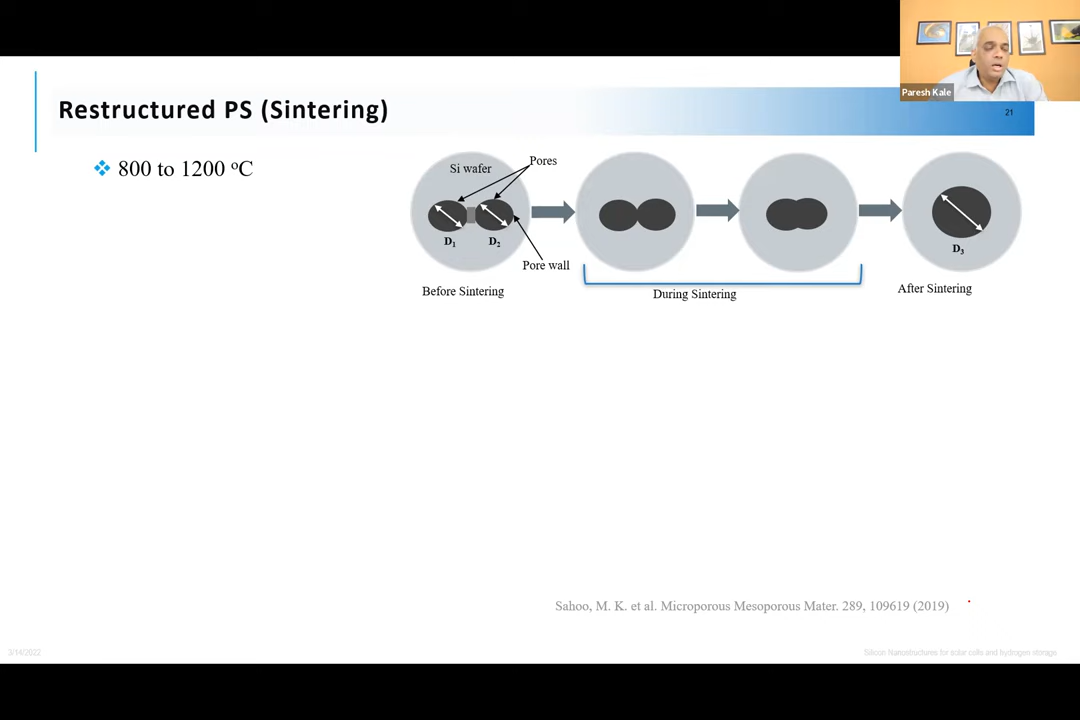 Paresh Kale
Restructured PS (Sintering)
21
❖ 800 to 1200 °C
Si wafer
Pores
D₁
D₂
D₃
Pore wall
Before Sintering
During Sintering
After Sintering
Sahoo, M. K. et al. Microporous Mesoporous Mater. 289, 109619 (2019)
3/14/2022
Silicon Nanostructures for solar cells and hydrogen storage